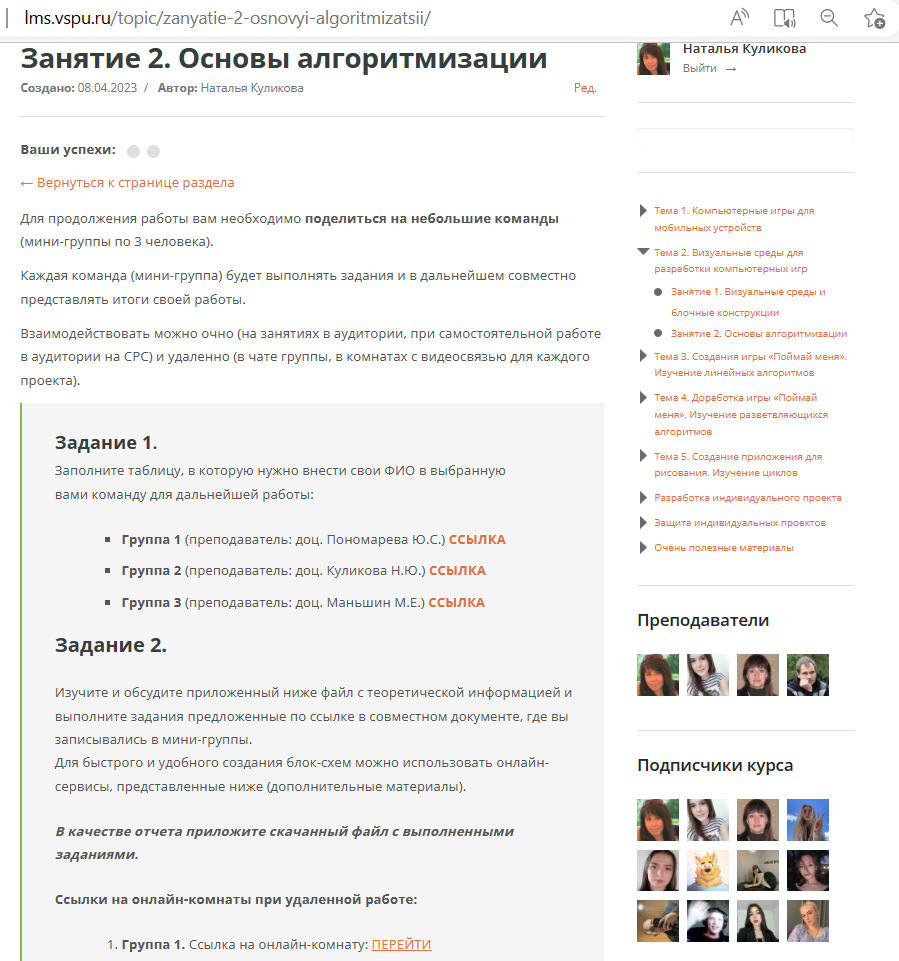 lms.vspu.ru/topic/zanyatie-2-osnovyi-algoritmizatsii/
Занятие 2. Основы алгоритмизации
Создано: 08.04.2023 / Автор: Наталья Куликова
Ред.
Ваши успехи:
← Вернуться к странице раздела
Для продолжения работы вам необходимо поделиться на небольшие команды
(мини-группы по 3 человека).
Каждая команда (мини-группа) будет выполнять задания и в дальнейшем совместно
представлять итоги своей работы.
Взаимодействовать можно очно (на занятиях в аудитории, при самостоятельной работе
в аудитории на СРС) и удаленно (в чате группы, в комнатах с видеосвязью для каждого
проекта).
Задание 1.
Заполните таблицу, в которую нужно внести свои ФИО в выбранную
вами команду для дальнейшей работы:
▪ Группа 1 (преподаватель: доц. Пономарева Ю.С.) ССЫЛКА
▪ Группа 2 (преподаватель: доц. Куликова Н.Ю.) ССЫЛКА
▪ Группа 3 (преподаватель: доц. Маньшин М.Е.) ССЫЛКА
Задание 2.
Изучите и обсудите приложенный ниже файл с теоретической информацией и
выполните задания предложенные по ссылке в совместном документе, где вы
записывались в мини-группы.
Для быстрого и удобного создания блок-схем можно использовать онлайн-
сервисы, представленные ниже (дополнительные материалы).
В качестве отчета приложите скачанный файл с выполненными
заданиями.
Ссылки на онлайн-комнаты при удаленной работе:
1. Группа 1. Ссылка на онлайн-комнату: ПЕРЕЙТИ
Наталья Куликова
Выйти →
Тема 1. Компьютерные игры для
мобильных устройств
Тема 2. Визуальные среды для
разработки компьютерных игр
Занятие 1. Визуальные среды и
блочные конструкции
Занятие 2. Основы алгоритмизации
Тема 3. Создания игры «Поймай меня».
Изучение линейных алгоритмов
Тема 4. Доработка игры «Поймай
меня». Изучение разветвляющихся
алгоритмов
Тема 5. Создание приложения для
рисования. Изучение циклов
Разработка индивидуального проекта
Защита индивидуальных проектов
Очень полезные материалы
Преподаватели
Подписчики курса